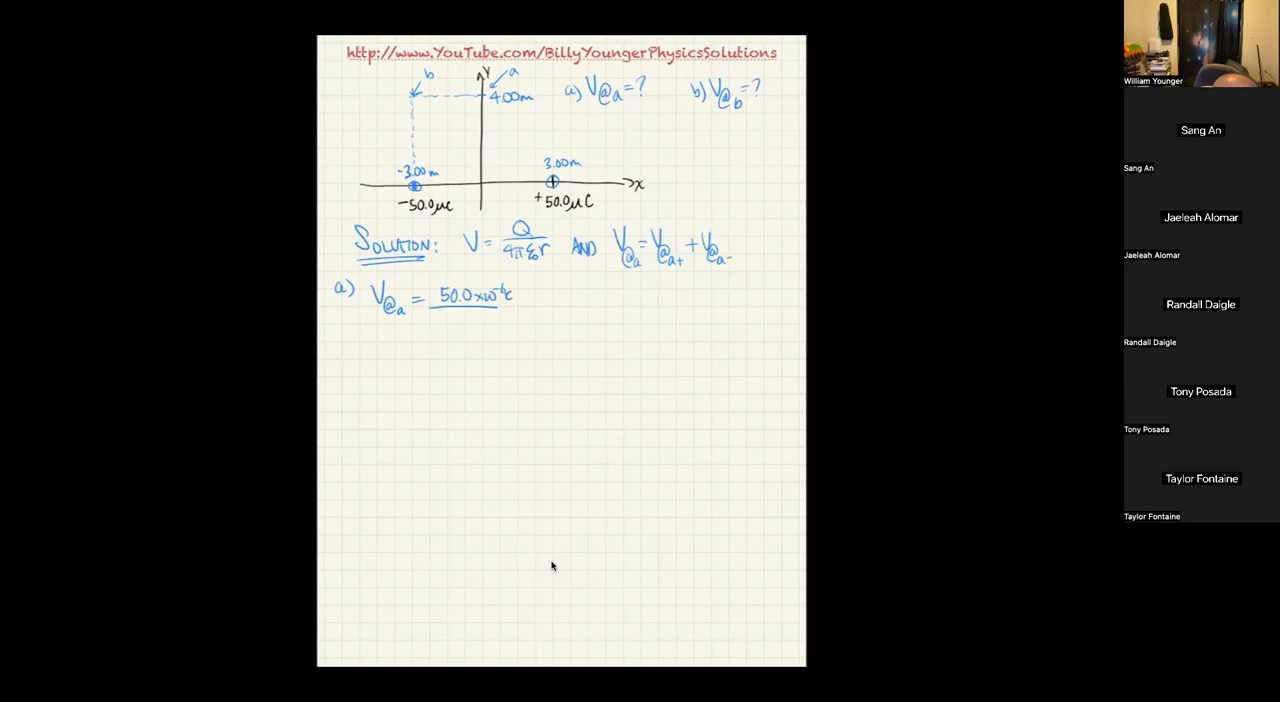 http://www.YouTube.com/BillyYoungerPhysicsSolutions
b
y
a
4.00m
a) V@a = ?
b) V@b = ?
-3.00m
3.00m
x
-50.0μC
+50.0μC
SOLUTION: V = Q/4πε₀r AND V@a = V@a+ + V@a-
a) V@a = 50.0x10⁻⁶C
William Younger
Sang An
Sang An
Jaeleah Alomar
Jaeleah Alomar
Randall Daigle
Randall Daigle
Tony Posada
Tony Posada
Taylor Fontaine
Taylor Fontaine